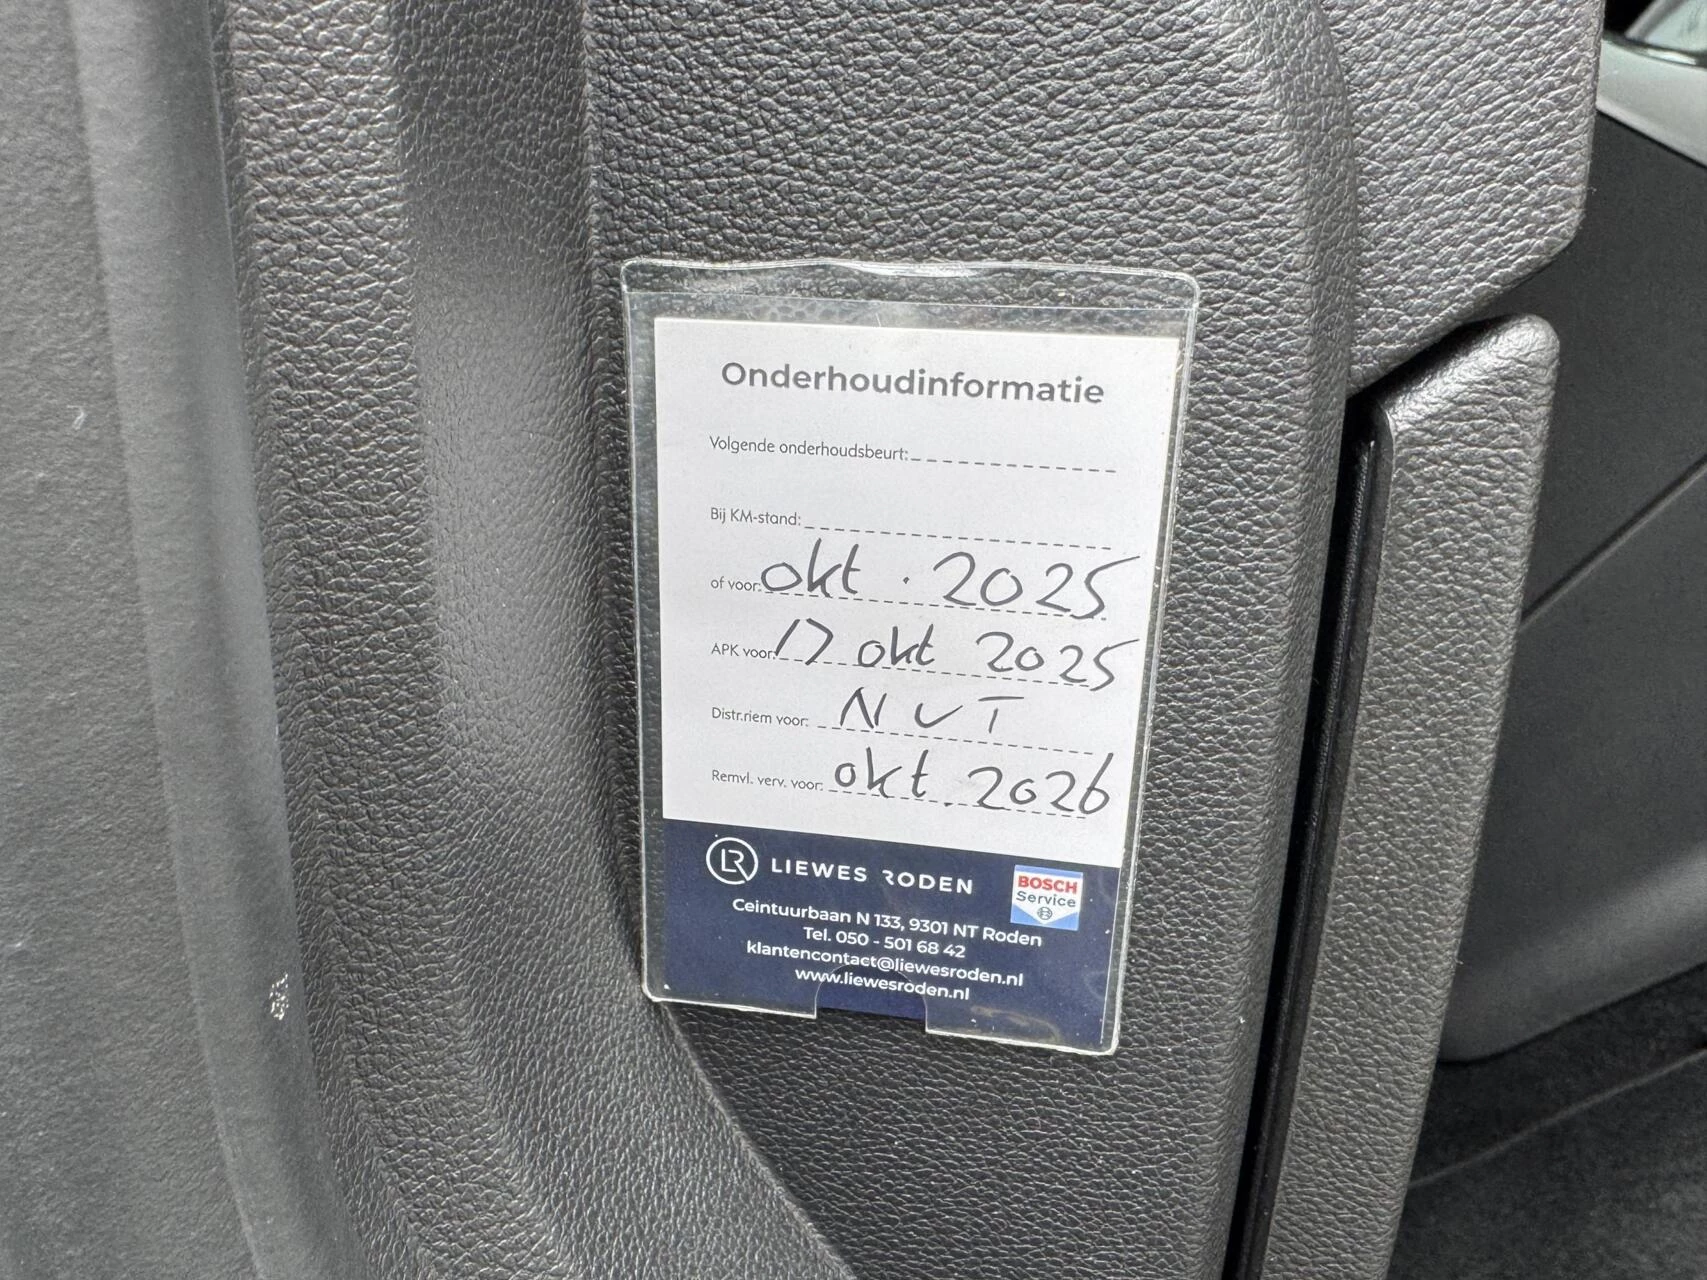 Onderhoudinformatie
Volgende onderhoudsbeurt:
Bij KM-stand:
of voor: okt. 2025
APK voor: 17 okt 2025
Distr.riem voor: NVT
Remvl. verv. voor: okt. 2026
LR LIEWES RODEN
BOSCH
Service
Ceintuurbaan N 133, 9301 NT Roden
Tel. 050 - 501 68 42
klantencontact@liewesroden.nl
www.liewesroden.nl